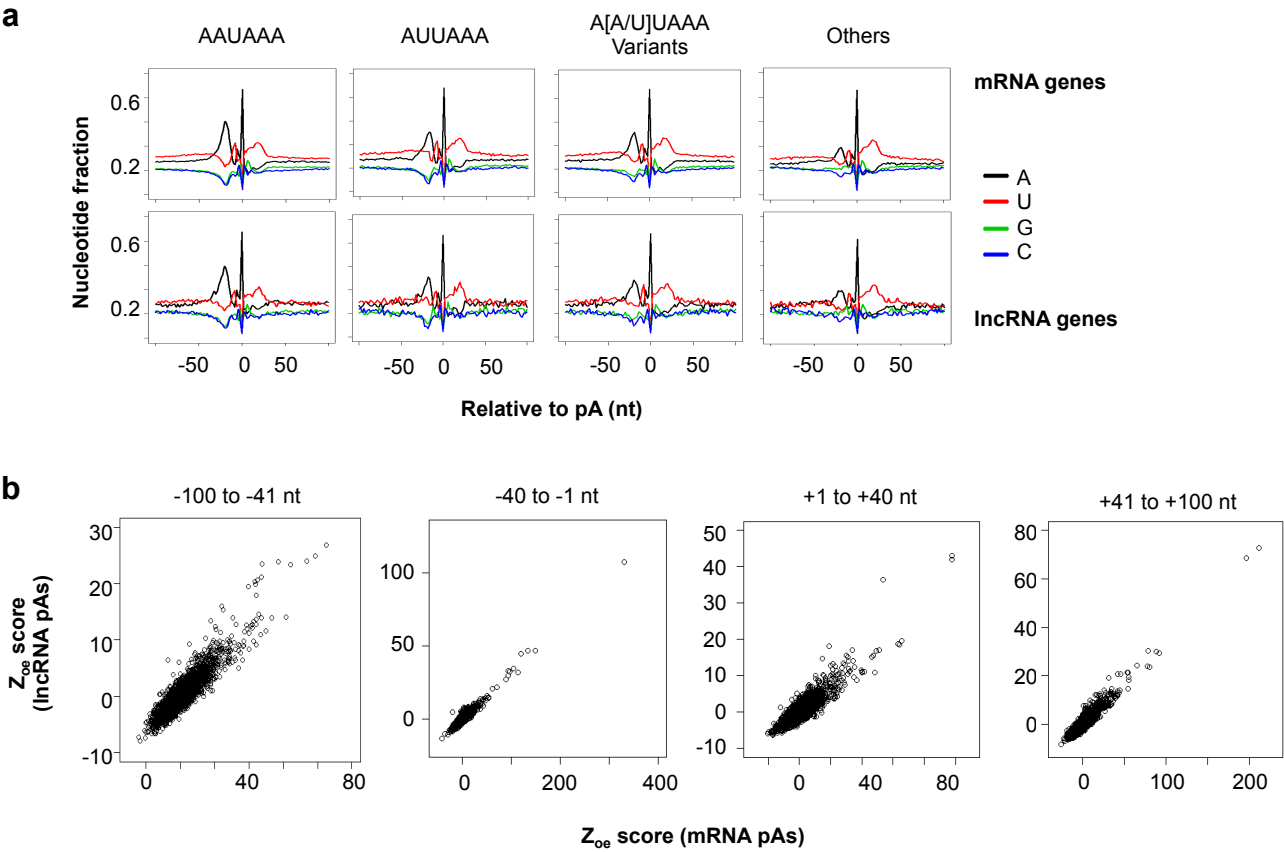 a
AAUAAA
AUUAAA
A[A/U]UAAA
Variants
Others
mRNA genes
0.6
0.2
A
U
G
C
Nucleotide fraction
0.6
0.2
lncRNA genes
-50 0 50
-50 0 50
-50 0 50
-50 0 50
Relative to pA (nt)
b
-100 to -41 nt
-40 to -1 nt
+1 to +40 nt
+41 to +100 nt
Zoe score
(lncRNA pAs)
30
20
10
0
-10
0 40 80
100
50
0
0 200 400
50
40
30
20
10
0
-10
0 40 80
80
60
40
20
0
0 100 200
Zoe score (mRNA pAs)